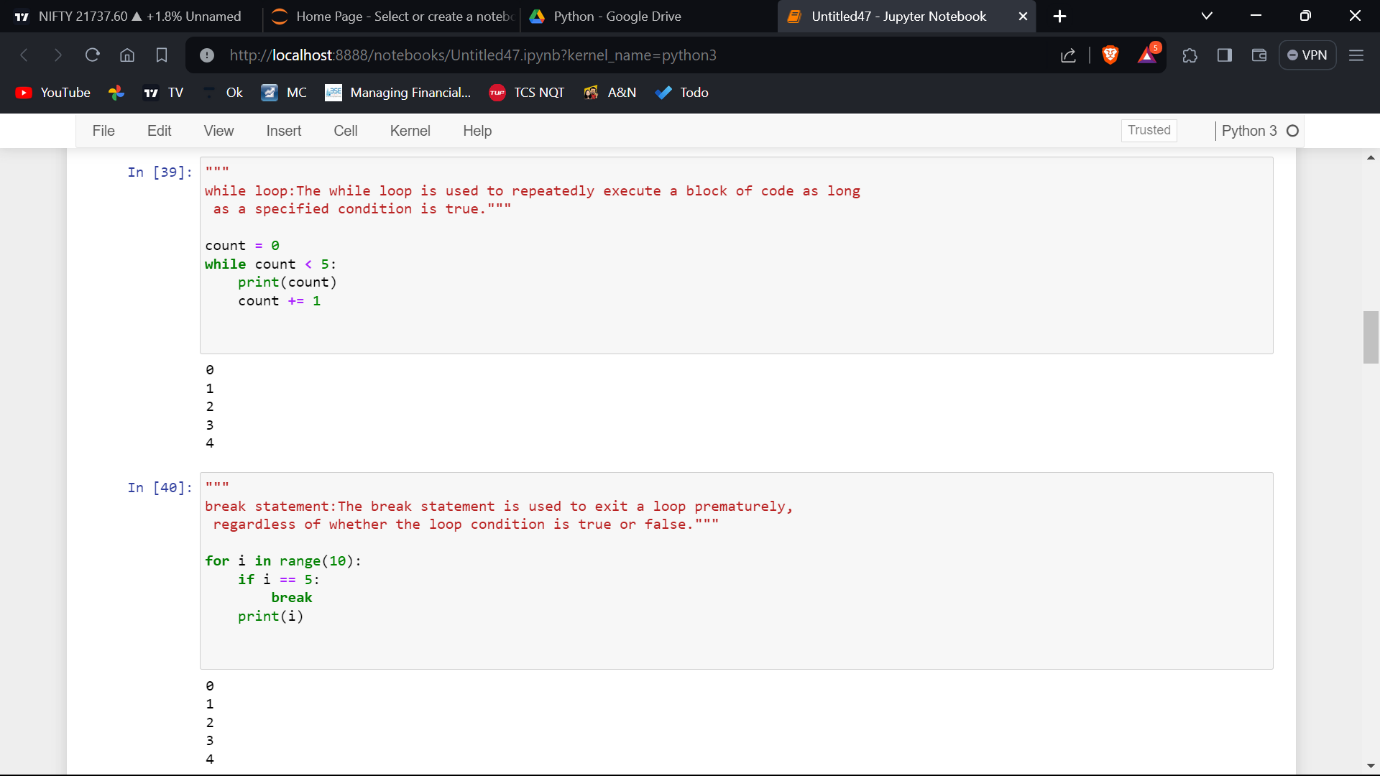 NIFTY 21737.60 ▲ +1.8% Unnamed
Home Page - Select or create a noteb
Python - Google Drive
Untitled47 - Jupyter Notebook
http://localhost:8888/notebooks/Untitled47.ipynb?kernel_name=python3
5
VPN
YouTube
TV
Ok
MC
Managing Financial...
TCS NQT
A&N
Todo
File Edit View Insert Cell Kernel Help
Trusted
Python 3
In [39]: """
while loop:The while loop is used to repeatedly execute a block of code as long
as a specified condition is true."""
count = 0
while count < 5:
print(count)
count += 1
0
1
2
3
4
In [40]: """
break statement:The break statement is used to exit a loop prematurely,
regardless of whether the loop condition is true or false."""
for i in range(10):
if i == 5:
break
print(i)
0
1
2
3
4